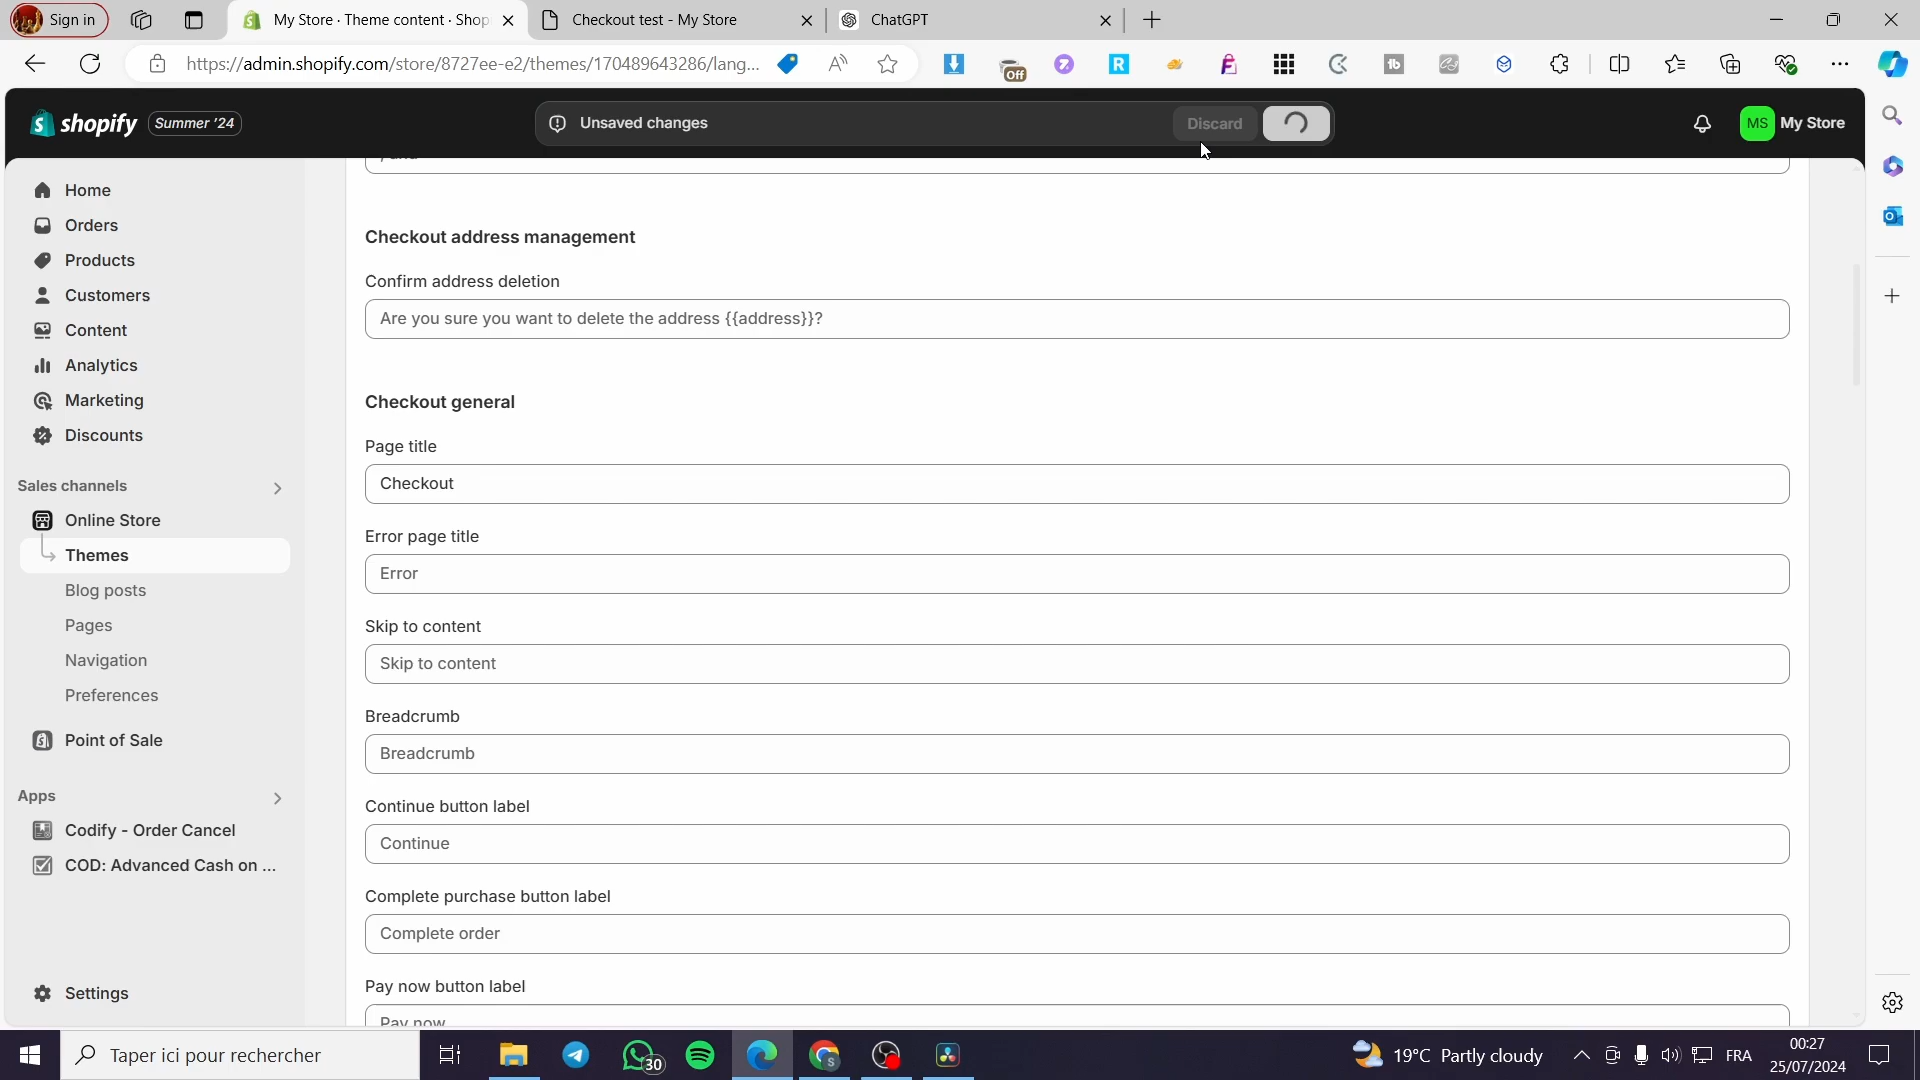 Sign in
My Store · Theme content · Shop
Checkout test - My Store
ChatGPT
https://admin.shopify.com/store/8727ee-e2/themes/170489643286/lang...
Off
shopify
Summer '24
Unsaved changes
Discard
MS
My Store
Home
Orders
Products
Customers
Content
Analytics
Marketing
Discounts
Sales channels
Online Store
Themes
Blog posts
Pages
Navigation
Preferences
Point of Sale
Apps
Codify - Order Cancel
COD: Advanced Cash on ...
Settings
Checkout address management
Confirm address deletion
Are you sure you want to delete the address {{address}}?
Checkout general
Page title
Checkout
Error page title
Error
Skip to content
Skip to content
Breadcrumb
Breadcrumb
Continue button label
Continue
Complete purchase button label
Complete order
Pay now button label
Pay now
Taper ici pour rechercher
30
19°C Partly cloudy
FRA
00:27
25/07/2024